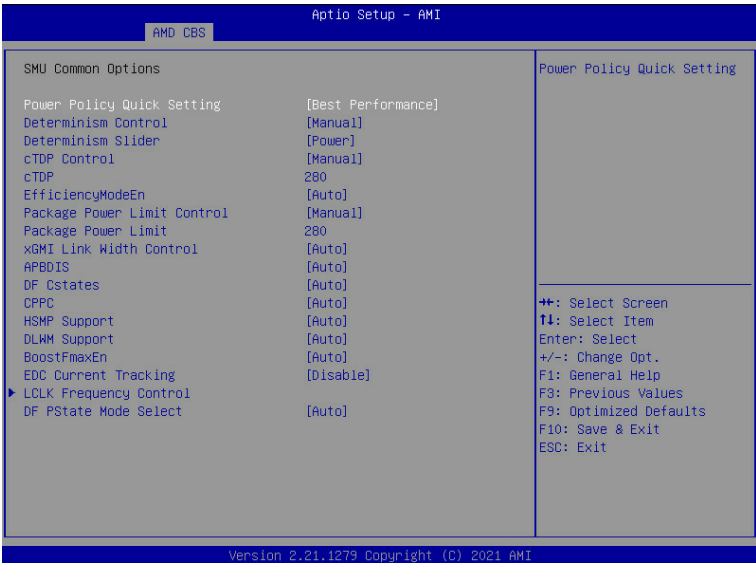 Aptio Setup – AMI
AMD CBS
SMU Common Options
Power Policy Quick Setting [Best Performance]
Determinism Control [Manual]
Determinism Slider [Power]
cTDP Control [Manual]
cTDP 280
EfficiencyModeEn [Auto]
Package Power Limit Control [Manual]
Package Power Limit 280
xGMI Link Width Control [Auto]
APBDIS [Auto]
DF Cstates [Auto]
CPPC [Auto]
HSMP Support [Auto]
DLWM Support [Auto]
BoostFmaxEn [Auto]
EDC Current Tracking [Disable]
LCLK Frequency Control
DF PState Mode Select [Auto]
Power Policy Quick Setting
→←: Select Screen
↑↓: Select Item
Enter: Select
+/-: Change Opt.
F1: General Help
F3: Previous Values
F9: Optimized Defaults
F10: Save & Exit
ESC: Exit
Version 2.21.1279 Copyright (C) 2021 AMI